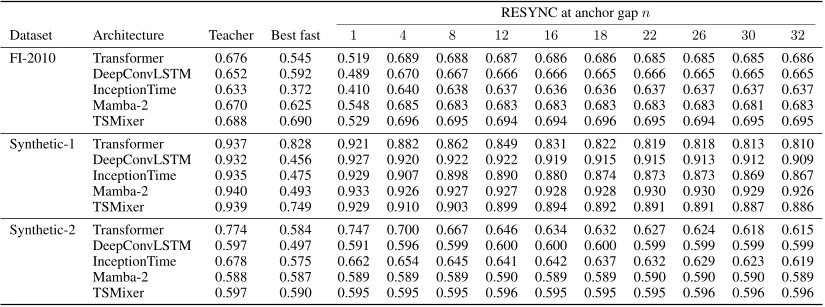 RESYNC at anchor gap n
Dataset Architecture Teacher Best fast 1 4 8 12 16 18 22 26 30 32
FI-2010 Transformer 0.676 0.545 0.519 0.689 0.688 0.687 0.686 0.686 0.685 0.685 0.685 0.686
DeepConvLSTM 0.652 0.592 0.489 0.670 0.667 0.666 0.666 0.665 0.666 0.665 0.665 0.665
InceptionTime 0.633 0.372 0.410 0.640 0.638 0.637 0.636 0.636 0.637 0.637 0.637 0.637
Mamba-2 0.670 0.625 0.548 0.685 0.683 0.683 0.683 0.683 0.683 0.683 0.681 0.683
TSMixer 0.688 0.690 0.529 0.696 0.695 0.694 0.694 0.696 0.695 0.694 0.695 0.695
Synthetic-1 Transformer 0.937 0.828 0.921 0.882 0.862 0.849 0.831 0.822 0.819 0.818 0.813 0.810
DeepConvLSTM 0.932 0.456 0.927 0.920 0.922 0.922 0.919 0.915 0.915 0.913 0.912 0.909
InceptionTime 0.935 0.475 0.929 0.907 0.898 0.890 0.880 0.874 0.873 0.873 0.869 0.867
Mamba-2 0.940 0.493 0.933 0.926 0.927 0.927 0.928 0.928 0.930 0.930 0.929 0.926
TSMixer 0.939 0.749 0.929 0.910 0.903 0.899 0.894 0.892 0.891 0.891 0.887 0.886
Synthetic-2 Transformer 0.774 0.584 0.747 0.700 0.667 0.646 0.634 0.632 0.627 0.624 0.618 0.615
DeepConvLSTM 0.597 0.497 0.591 0.596 0.599 0.600 0.600 0.600 0.599 0.599 0.599 0.599
InceptionTime 0.678 0.575 0.662 0.654 0.645 0.641 0.642 0.637 0.632 0.629 0.623 0.619
Mamba-2 0.588 0.587 0.589 0.589 0.589 0.590 0.589 0.589 0.590 0.590 0.590 0.589
TSMixer 0.597 0.590 0.595 0.595 0.595 0.595 0.596 0.595 0.595 0.596 0.596 0.596